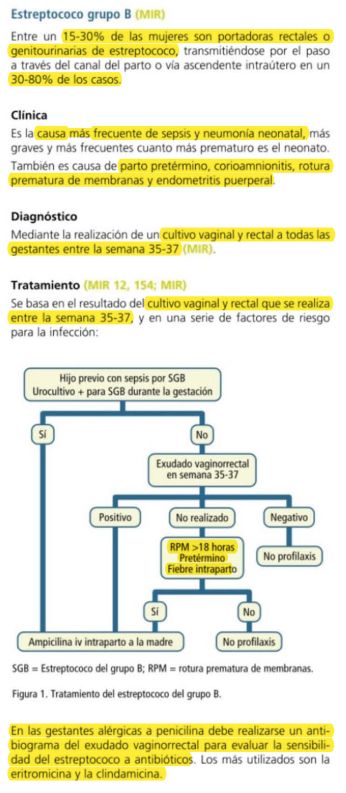 Estreptococo grupo B (MIR)
Entre un 15-30% de las mujeres son portadoras rectales o
genitourinarias de estreptococo, transmitiéndose por el paso
a través del canal del parto o vía ascendente intraútero en un
30-80% de los casos.
Clínica
Es la causa más frecuente de sepsis y neumonía neonatal, más
graves y más frecuentes cuanto más prematuro es el neonato.
También es causa de parto pretérmino, corioamnionitis, rotura
prematura de membranas y endometritis puerperal.
Diagnóstico
Mediante la realización de un cultivo vaginal y rectal a todas las
gestantes entre la semana 35-37 (MIR).
Tratamiento (MIR 12, 154; MIR)
Se basa en el resultado del cultivo vaginal y rectal que se realiza
entre la semana 35-37, y en una serie de factores de riesgo
para la infección:
Hijo previo con sepsis por SGB
Urocultivo + para SGB durante la gestación
Sí
No
Exudado vaginorrectal
en semana 35-37
Positivo
No realizado
Negativo
RPM >18 horas
Pretérmino
Fiebre intraparto
No profilaxis
Sí
No
Ampicilina iv intraparto a la madre
No profilaxis
SGB = Estreptococo del grupo B; RPM = rotura prematura de membranas.
Figura 1. Tratamiento del estreptococo del grupo B.
En las gestantes alérgicas a penicilina debe realizarse un anti-
biograma del exudado vaginorrectal para evaluar la sensibili-
dad del estreptococo a antibióticos. Los más utilizados son la
eritromicina y la clindamicina.